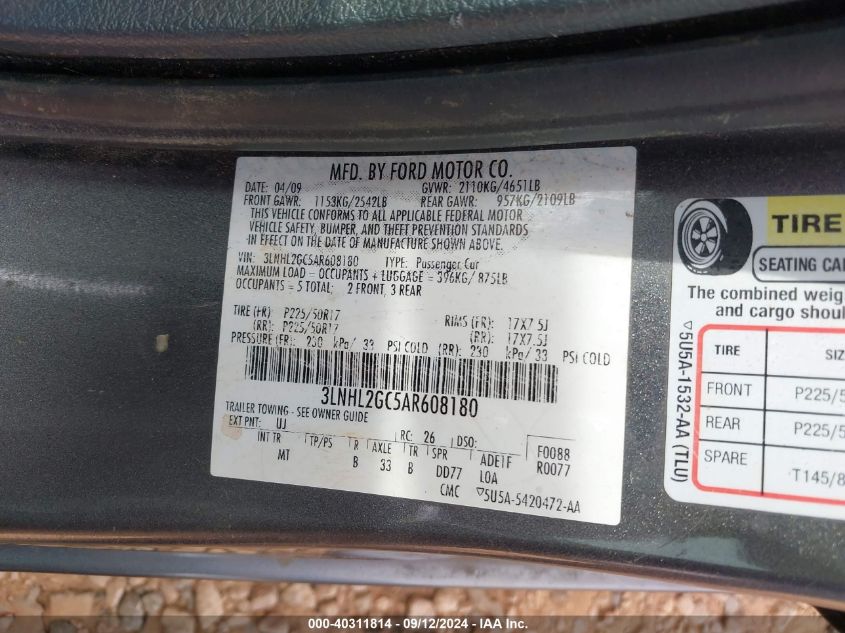 MFD. BY FORD MOTOR CO.
DATE: 04/09 GVWR: 2110KG/4651LB
FRONT GAWR: 1153KG/2542LB REAR GAWR: 957KG/2109LB
THIS VEHICLE CONFORMS TO ALL APPLICABLE FEDERAL MOTOR
VEHICLE SAFETY, BUMPER, AND THEFT PREVENTION STANDARDS
IN EFFECT ON THE DATE OF MANUFACTURE SHOWN ABOVE.
VIN: 3LNHL2GC5AR608180 TYPE: Passenger Car
MAXIMUM LOAD = OCCUPANTS + LUGGAGE = 396KG/ 875LB
OCCUPANTS = 5 TOTAL: 2 FRONT, 3 REAR
TIRE (FR): P225/50R17 RIMS (FR): 17X7.5J
(RR): P225/50R17 (RR): 17X7.5J
PRESSURE (FR): 230 kPa/ 33 PSI COLD (RR): 230 kPa/ 33 PSI COLD
3LNHL2GC5AR608180
TRAILER TOWING - SEE OWNER GUIDE
EXT PNT: UJ RC: 26 DSO: F0088
INT TR TP/PS R AXLE TR SPR ADETF R0077
MT B 33 B DD77 LOA
CMC ▽5U5A-5420472-AA
TIRE
SEATING CA
The combined weig
and cargo shoul
TIRE SIZ
FRONT P225/5
REAR P225/5
SPARE T145/8
▽5U5A-1532-AA (TLU)
000-40311814 - 09/12/2024 - IAAI.com